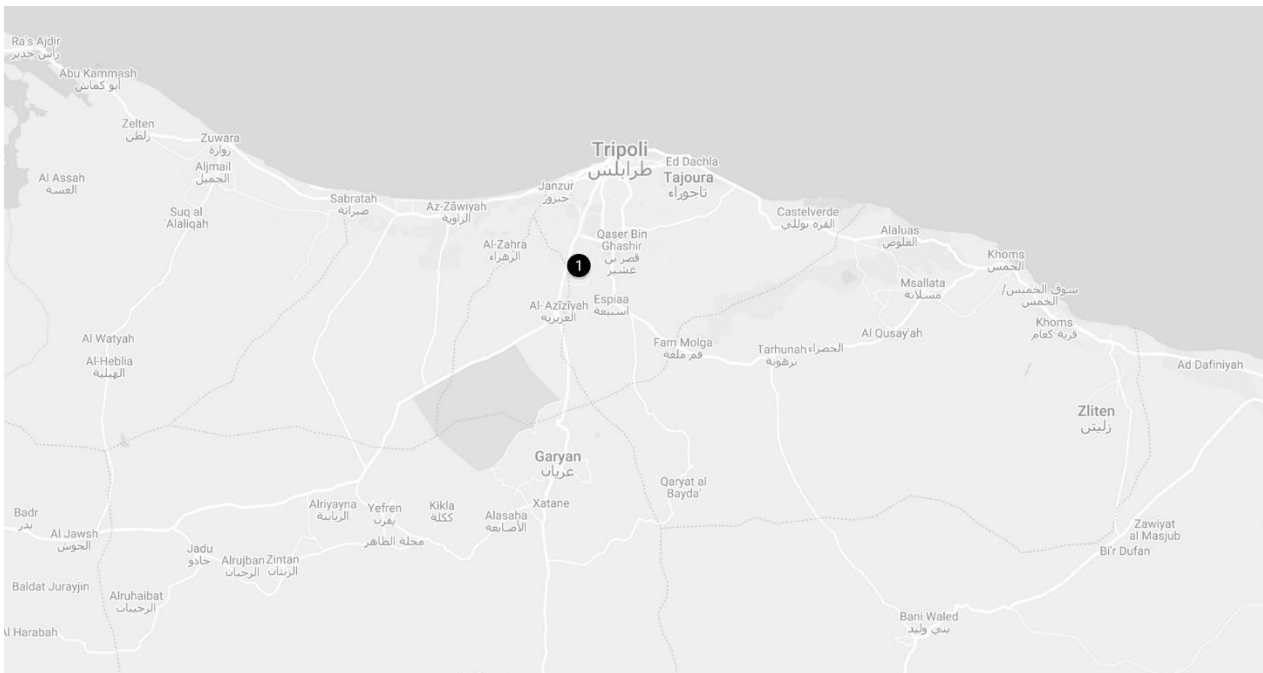 Ra's Ajdir
رأس جدير
Abu Kammash
أبو كماش
Zelten
زلطن
Zuwara
زوارة
Aljmail
الجميل
Al Assah
العسة
Suq al
'Alaliqah
Sabratah
صبراتة
Az-Zāwiyah
الزاوية
Janzur
جنزور
Tripoli
طرابلس
Ed Dachla
Tajoura
تاجوراء
Al-Zahra
الزهراء
Qaser Bin
Ghashir
قصر بن
غشير
1
Castelverde
القره بوللي
Alaluas
العلوص
Khoms
الخمس
Msallata
مسلاتة
سوق الخميس/
الخمس
Al-Azīzīyah
العزيزية
Espiaa
اسبيعة
Al Watyah
Al-Heblia
الهبلية
Fam Molga
فم ملغة
Tarhunah
ترهونة
الخضراء
Al Qusay'ah
Khoms
قرية كعام
Ad Dafiniyah
Zliten
زليتن
Garyan
غريان
Qaryat al
Bayda'
Xatane
Alriyayna
الرياينة
Yefren
يفرن
Kikla
ككلة
Alasaha
الأصابعة
محلة الظاهر
Badr
بدر
Al Jawsh
الجوش
Jadu
جادو
Alrujban
الرجبان
Zintan
الزنتان
Zawiyat
al Masjub
Bi'r Dufan
Baldat Jurayjin
Alruhaibat
الرحيبات
Al Harabah
Bani Waled
بني وليد